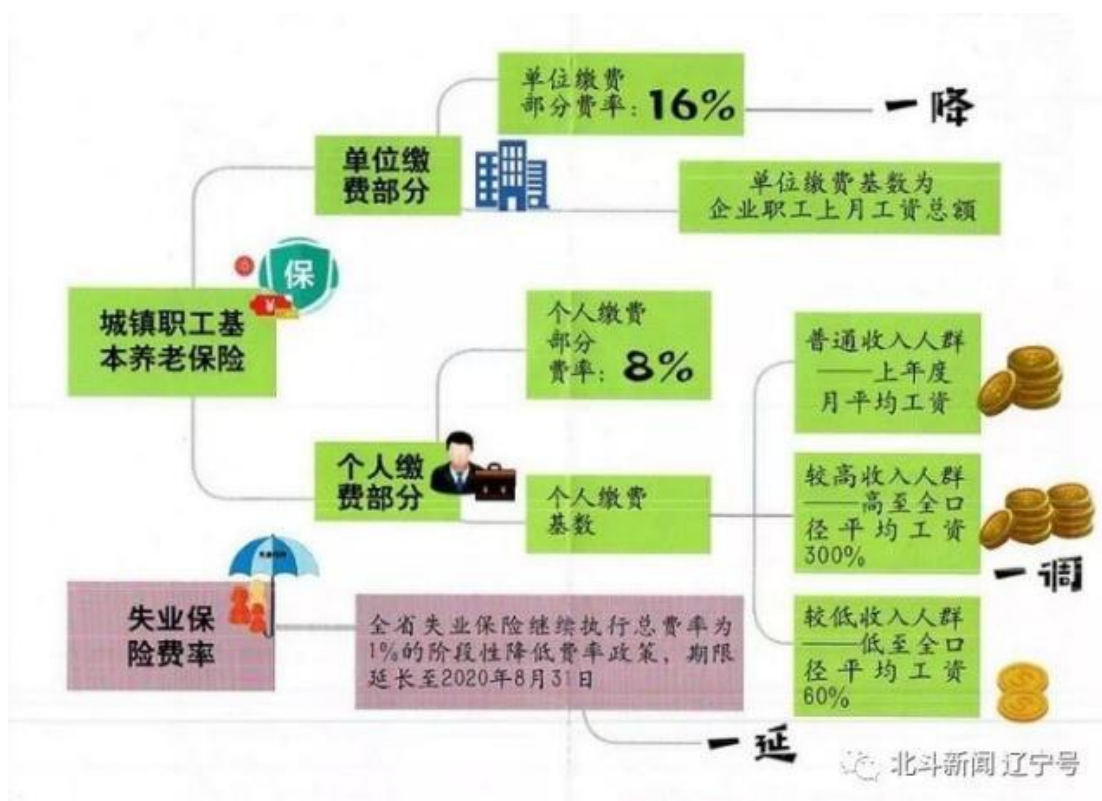 单位缴费
部分费率：16%
一降
单位缴
费部分
单位缴费基数为
企业职工上月工资总额
保
¥
城镇职工基
本养老保险
个人缴费
部分
费率：8%
普通收入人群
——上年度
月平均工资
个人缴
费部分
个人缴费
基数
较高收入人群
——高至全口
径平均工资
300%
一调
失业保
险费率
全省失业保险继续执行总费率为
1%的阶段性降低费率政策，期限
延长至2020年8月31日
较低收入人群
——低至全口
径平均工资
60%
一延
北斗新闻 辽宁号